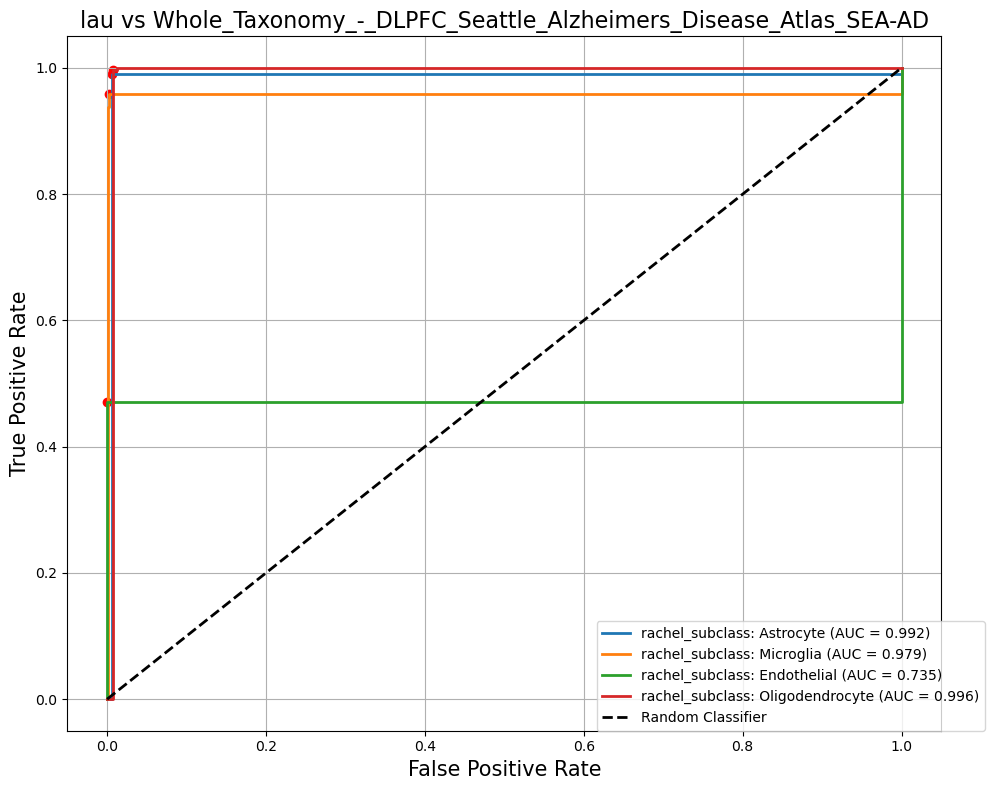 lau vs Whole_Taxonomy_-_DLPFC_Seattle_Alzheimers_Disease_Atlas_SEA-AD
True Positive Rate
1.0
0.8
0.6
0.4
0.2
0.0
0.0 0.2 0.4 0.6 0.8 1.0
False Positive Rate
rachel_subclass: Astrocyte (AUC = 0.992)
rachel_subclass: Microglia (AUC = 0.979)
rachel_subclass: Endothelial (AUC = 0.735)
rachel_subclass: Oligodendrocyte (AUC = 0.996)
Random Classifier